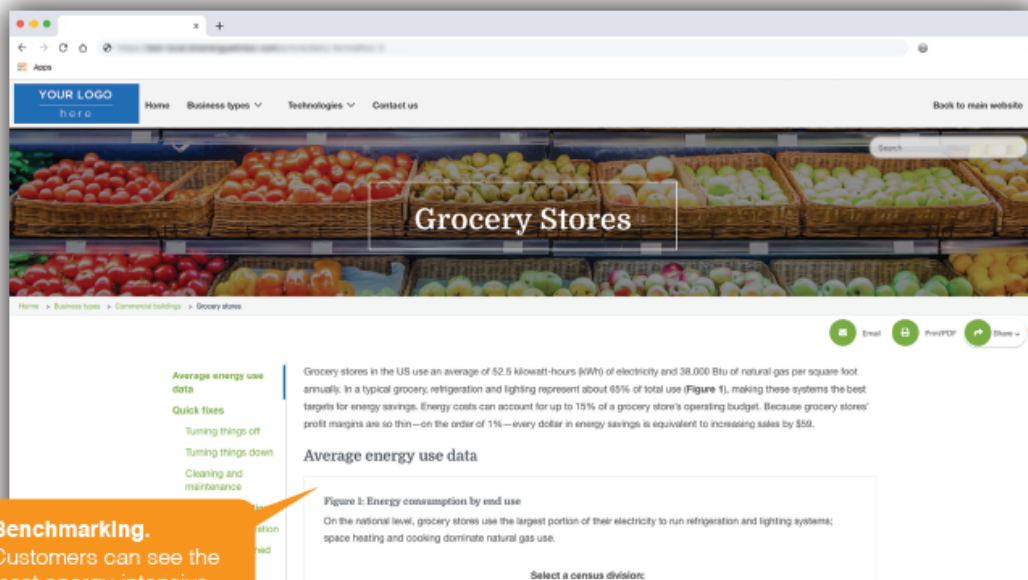 Apps
YOUR LOGO
here
Home Business types Technologies Contact us Back to main website
Search
Grocery Stores
Home > Business types > Commercial buildings > Grocery stores
Email Print/PDF Share
Average energy use
data
Quick fixes
Turning things off
Turning things down
Cleaning and
maintenance
Grocery stores in the US use an average of 52.5 kilowatt-hours (kWh) of electricity and 38,000 Btu of natural gas per square foot
annually. In a typical grocery, refrigeration and lighting represent about 65% of total use (Figure 1), making these systems the best
targets for energy savings. Energy costs can account for up to 15% of a grocery store's operating budget. Because grocery stores'
profit margins are so thin—on the order of 1%—every dollar in energy savings is equivalent to increasing sales by $59.
Average energy use data
Figure 1: Energy consumption by end use
On the national level, grocery stores use the largest portion of their electricity to run refrigeration and lighting systems;
space heating and cooking dominate natural gas use.
Select a census division:
Benchmarking.
Customers can see the
energy intensive